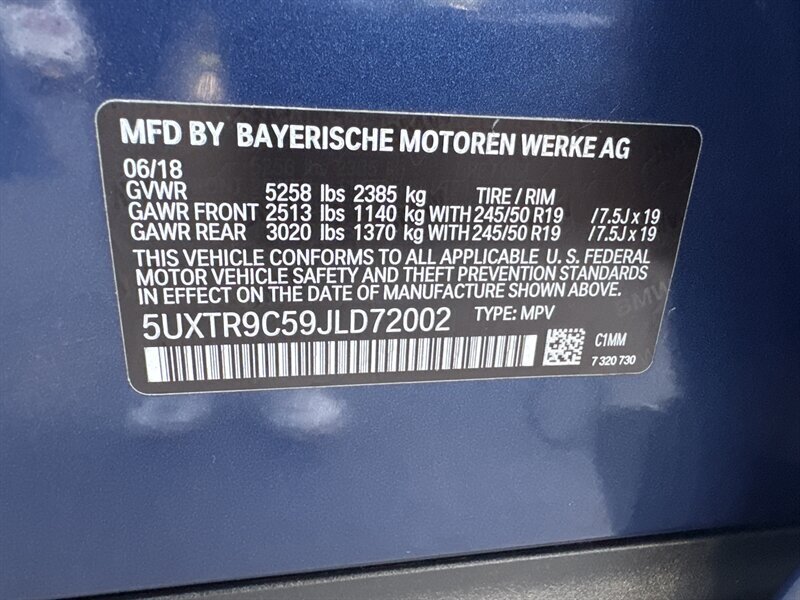 MFD BY BAYERISCHE MOTOREN WERKE AG
06/18
GVWR 5258 lbs 2385 kg TIRE / RIM
GAWR FRONT 2513 lbs 1140 kg WITH 245/50 R19 / 7.5J x 19
GAWR REAR 3020 lbs 1370 kg WITH 245/50 R19 / 7.5J x 19
THIS VEHICLE CONFORMS TO ALL APPLICABLE U. S. FEDERAL
MOTOR VEHICLE SAFETY AND THEFT PREVENTION STANDARDS
IN EFFECT ON THE DATE OF MANUFACTURE SHOWN ABOVE.
5UXTR9C59JLD72002 TYPE: MPV
C1MM
7 320 730